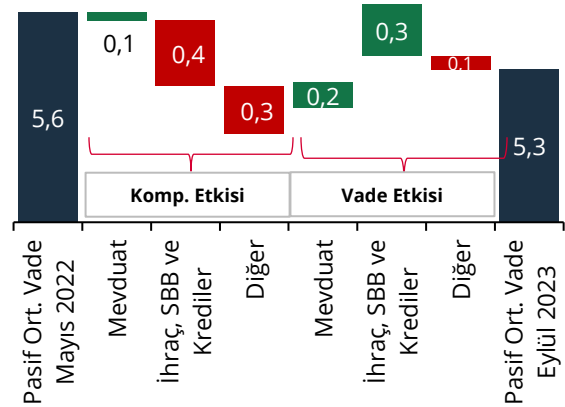 5,6
0,1
0,4
0,3
0,2
0,3
0,1
5,3
Komp. Etkisi
Vade Etkisi
Pasif Ort. Vade
Mayıs 2022
Mevduat
İhraç, SBB ve
Krediler
Diğer
Mevduat
İhraç, SBB ve
Krediler
Diğer
Pasif Ort. Vade
Eylül 2023